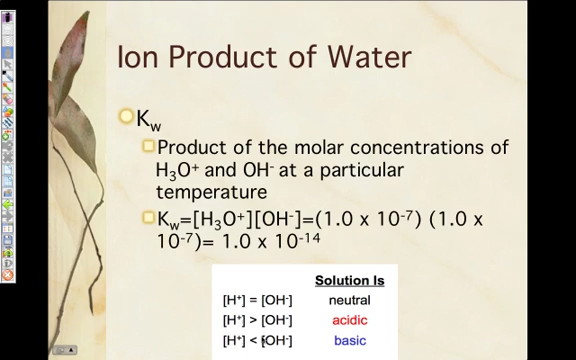 Ion Product of Water
K_w
Product of the molar concentrations of
H₃O⁺ and OH⁻ at a particular
temperature
K_w=[H₃O⁺][OH⁻]=(1.0 x 10⁻⁷) (1.0 x
10⁻⁷)= 1.0 x 10⁻¹⁴
Solution Is
[H⁺] = [OH⁻] neutral
[H⁺] > [OH⁻] acidic
[H⁺] < [OH⁻] basic